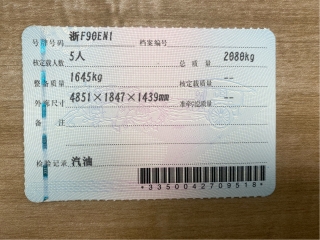 号牌号码 浙F90EN1 档案编号
核定载人数 5人 总 质 量 2080kg
整备质量 1645kg 核定载质量 --
外廓尺寸 4851×1847×1439mm 准牵引总质量 --
备 注
检验记录 汽油
*3350042709518*